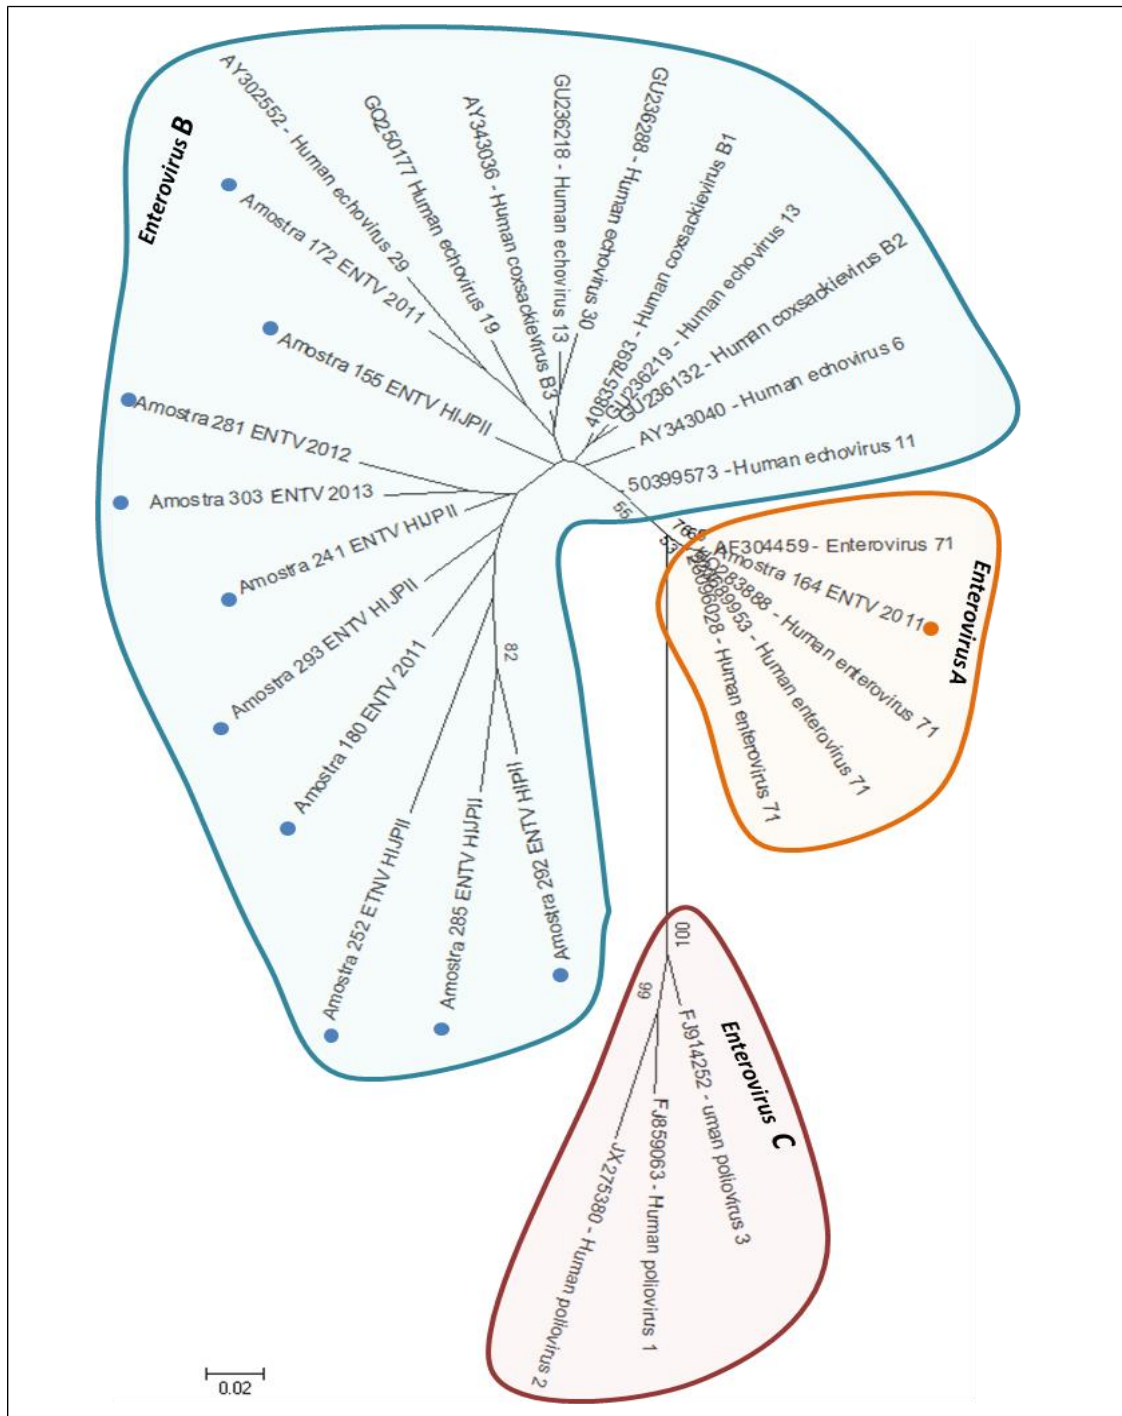 Enterovirus B
AY302552 - Human echovirus 29
GQ250177 Human echovirus 19
AY343036 - Human coxsackievirus B3
GU236218 - Human echovirus 13
GU236288 - Human echovirus 30
408357893 - Human coxsackievirus B1
GU236219 - Human echovirus 13
GU236132 - Human coxsackievirus B2
AY343040 - Human echovirus 6
50399573 - Human echovirus 11
Amostra 172 ENTV 2011
Amostra 155 ENTV HIJPII
Amostra 281 ENTV 2012
Amostra 303 ENTV 2013
Amostra 241 ENTV HIJPII
Amostra 293 ENTV HIJPII
Amostra 180 ENTV 2011
Amostra 252 ETNV HIJPII
Amostra 285 ENTV HIJPII
Amostra 292 ENTV HIPII
82
55
53
Enterovirus A
AF304459 - Enterovirus 71
Amostra 164 ENTV 2011
- Human enterovirus 71
- Human enterovirus 71
- Human enterovirus 71
100
99
Enterovirus C
FJ914252 - uman poliovirus 3
FJ859063 - Human poliovirus 1
JX275380 - Human poliovirus 2
0.02